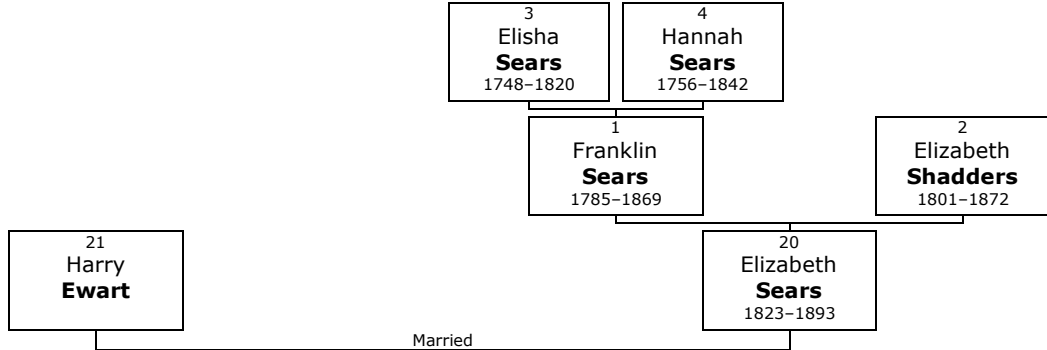 3
Elisha
Sears
1748–1820
4
Hannah
Sears
1756–1842
1
Franklin
Sears
1785–1869
2
Elizabeth
Shadders
1801–1872
21
Harry
Ewart
20
Elizabeth
Sears
1823–1893
Married